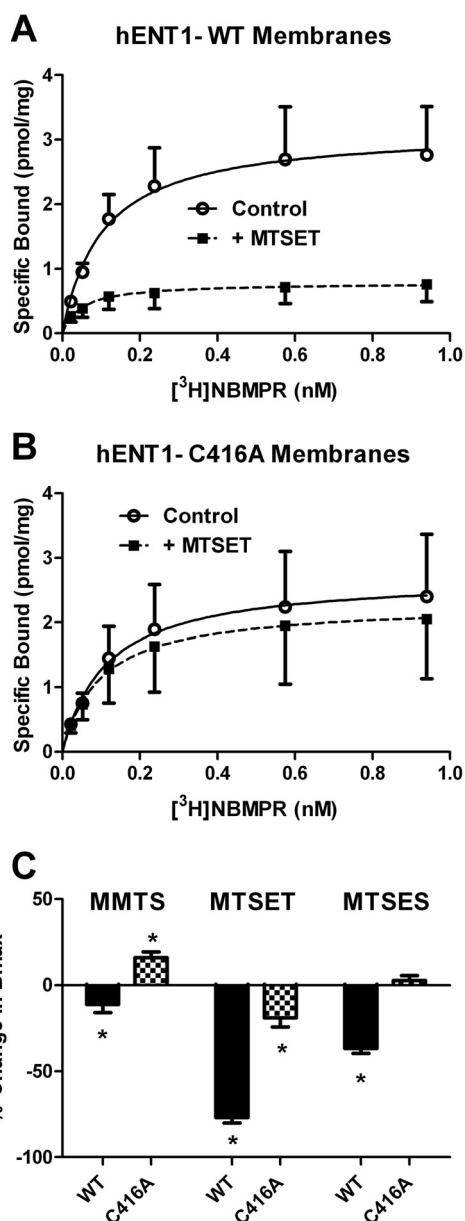 A
hENT1- WT Membranes
Specific Bound (pmol/mg)
4
3
2
1
0
Control
+ MTSET
0.0 0.2 0.4 0.6 0.8 1.0
[³H]NBMPR (nM)
B
hENT1- C416A Membranes
Specific Bound (pmol/mg)
4
3
2
1
0
Control
+ MTSET
0.0 0.2 0.4 0.6 0.8 1.0
[³H]NBMPR (nM)
C
50
0
-50
-100
MMTS MTSET MTSES
*
*
*
*
*
WT C416A WT C416A WT C416A